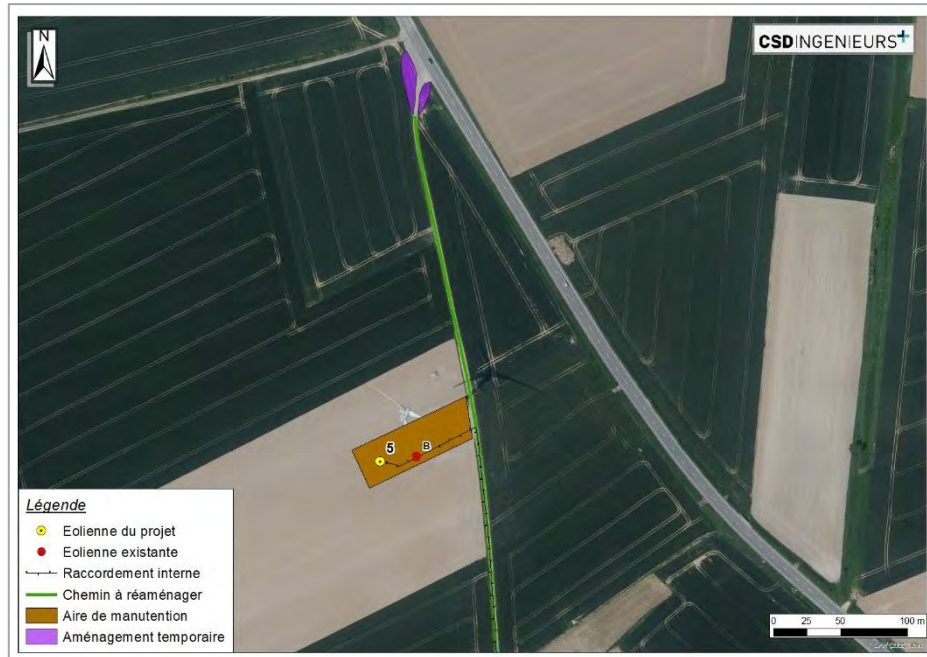 N
CSDINGENIEURS+
5
B
Légende
Eolienne du projet
Eolienne existante
Raccordement interne
Chemin à réaménager
Aire de manutention
Aménagement temporaire
0 25 50 100 m